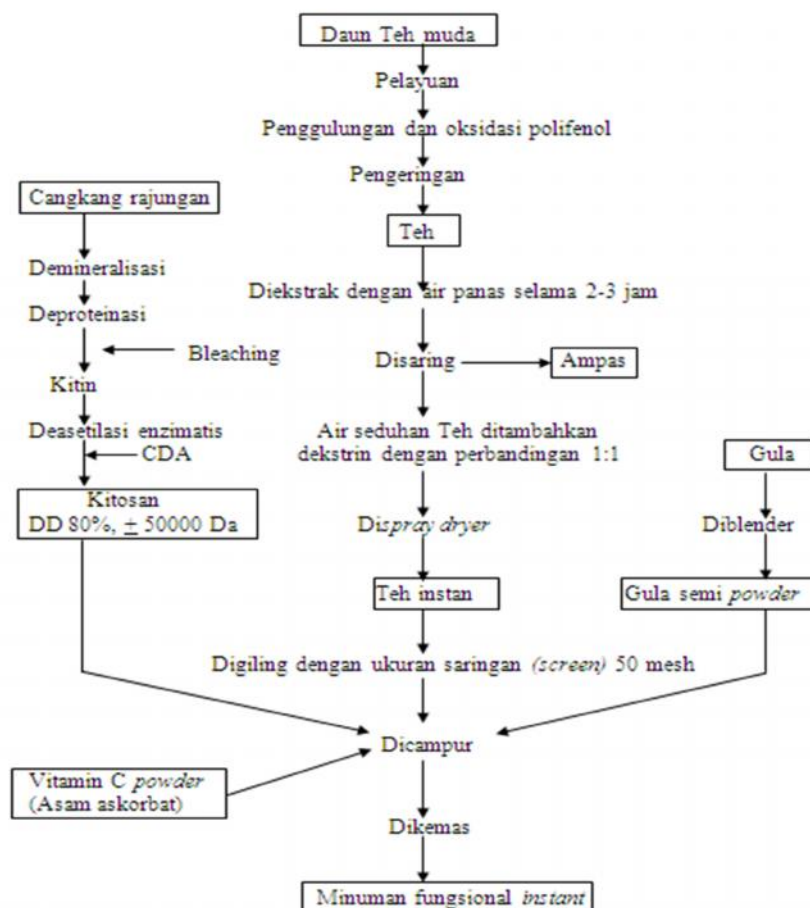 Daun Teh muda
Pelayuan
Penggulungan dan oksidasi polifenol
Pengeringan
Teh
Diekstrak dengan air panas selama 2-3 jam
Disaring
Ampas
Air seduhan Teh ditambahkan
dekstrin dengan perbandingan 1:1
Dispray dryer
Teh instan
Digiling dengan ukuran saringan (screen) 50 mesh
Cangkang rajungan
Demineralisasi
Deproteinasi
Bleaching
Kitin
Deasetilasi enzimatis
CDA
Kitosan
DD 80%, ± 50000 Da
Gula
Diblender
Gula semi powder
Dicampur
Vitamin C powder
(Asam askorbat)
Dikemas
Minuman fungsional instant